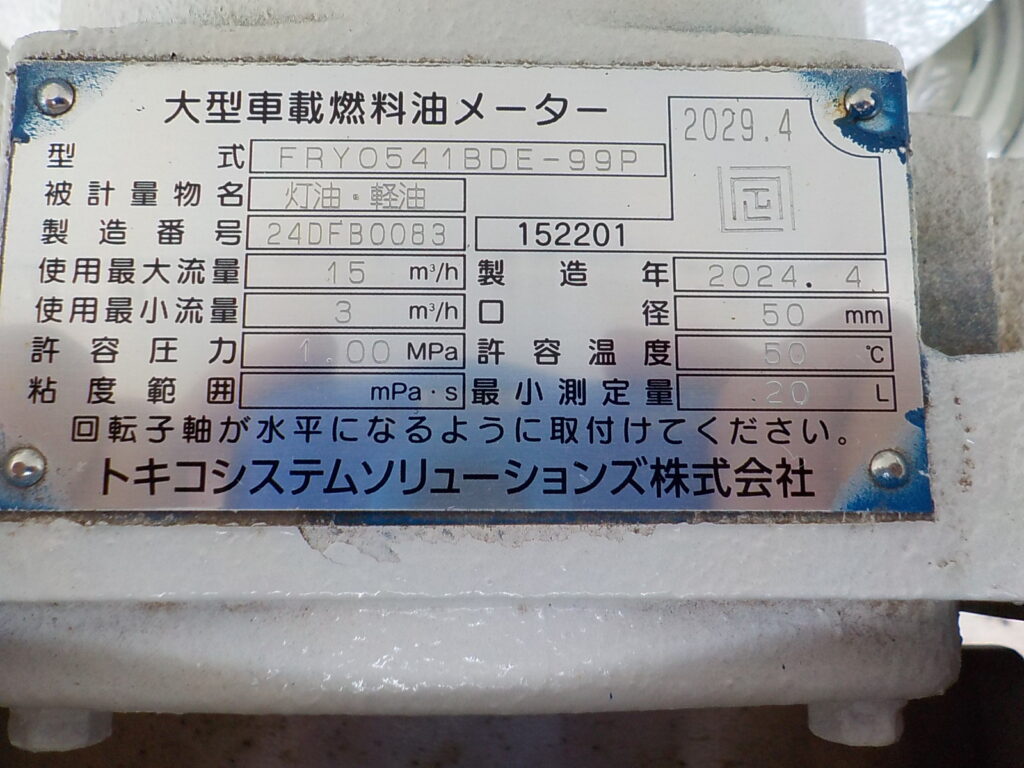 大型車載燃料油メーター
2029.4
型式 FRY0541BDE-99P
正
被計量物名 灯油・軽油
製造番号 24DFB0083 152201
使用最大流量 15 m³/h 製造年 2024.4
使用最小流量 3 m³/h 口径 50 mm
許容圧力 1.00 MPa 許容温度 50 ℃
粘度範囲 mPa・s 最小測定量 20 L
回転子軸が水平になるように取付けてください。
トキコシステムソリューションズ株式会社